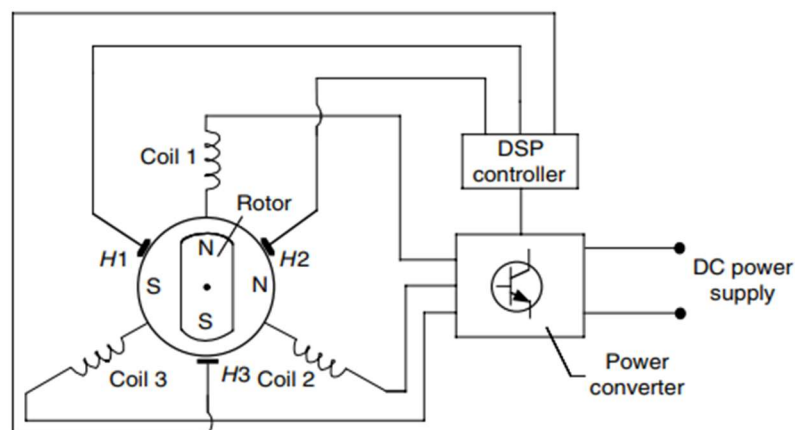 DSP
controller
Coil 1
Rotor
H1
N
H2
S
N
S
DC power
supply
Coil 3
H3
Coil 2
Power
converter